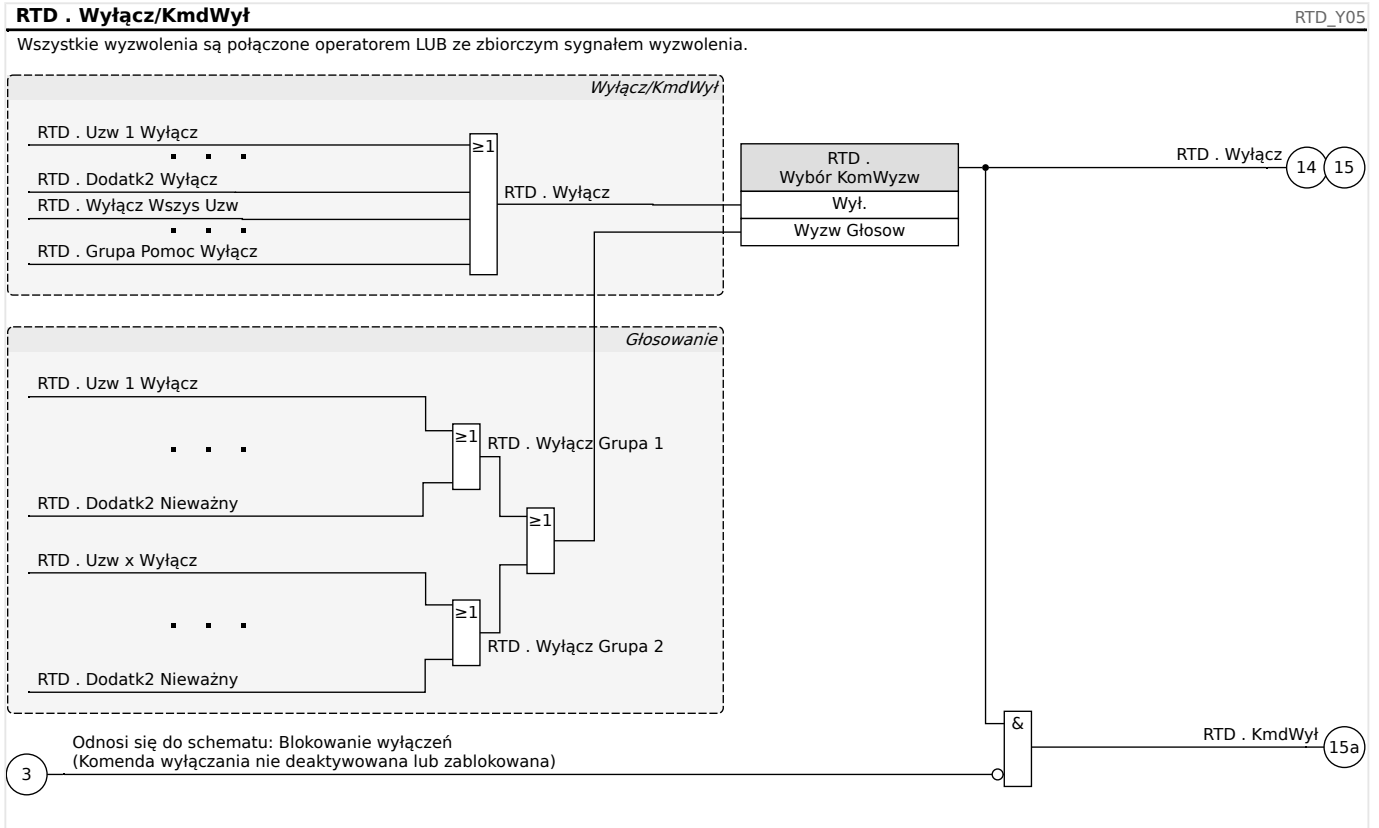 RTD . Wyłącz/KmdWył
RTD_Y05
Wszystkie wyzwolenia są połączone operatorem LUB ze zbiorczym sygnałem wyzwolenia.
Wyłącz/KmdWył
RTD . Uzw 1 Wyłącz
≥1
RTD . Dodatk2 Wyłącz
RTD . Wyłącz Wszys Uzw
RTD . Grupa Pomoc Wyłącz
RTD . Wyłącz
RTD .
Wybór KomWyzw
Wył.
Wyzw Głosow
RTD . Wyłącz
14
15
Głosowanie
RTD . Uzw 1 Wyłącz
≥1
RTD . Wyłącz Grupa 1
RTD . Dodatk2 Nieważny
≥1
RTD . Uzw x Wyłącz
≥1
RTD . Wyłącz Grupa 2
RTD . Dodatk2 Nieważny
&
RTD . KmdWył
15a
Odnosi się do schematu: Blokowanie wyłączeń
(Komenda wyłączania nie deaktywowana lub zablokowana)
3